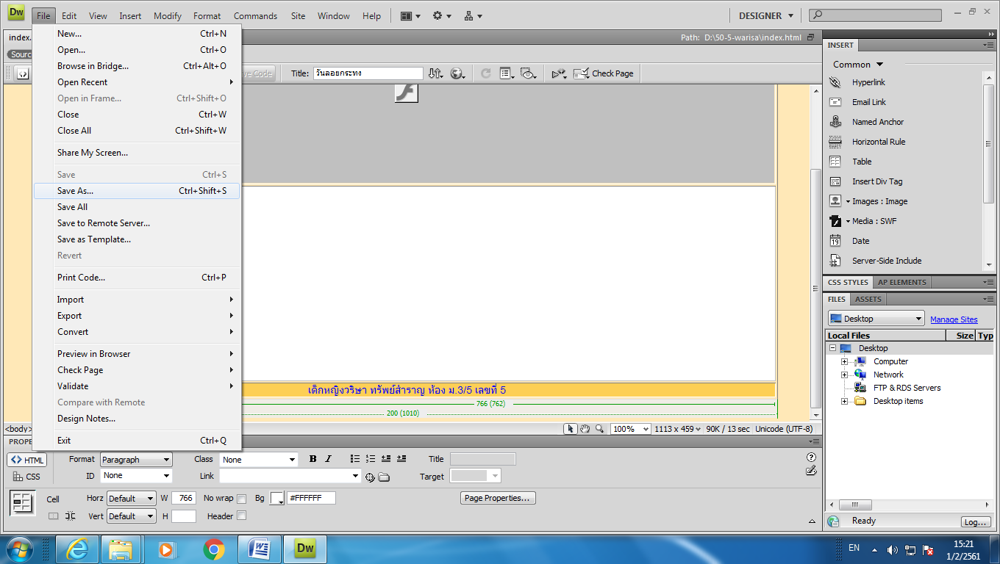 Dw File Edit View Insert Modify Format Commands Site Window Help DESIGNER
index. Path: D:\50-5-warisa\index.html
Sourc
ve Code Title: วันลอยกระทง Check Page
New... Ctrl+N
Open... Ctrl+O
Browse in Bridge... Ctrl+Alt+O
Open Recent
Open in Frame... Ctrl+Shift+O
Close Ctrl+W
Close All Ctrl+Shift+W
Share My Screen...
Save Ctrl+S
Save As... Ctrl+Shift+S
Save All
Save to Remote Server...
Save as Template...
Revert
Print Code... Ctrl+P
Import
Export
Convert
Preview in Browser
Check Page
Validate
Compare with Remote
Design Notes...
Exit Ctrl+Q
เด็กหญิงวริษา ทรัพย์สำราญ ห้อง ม.3/5 เลขที่ 5
766 (762)
200 (1010)
<body> 100% 1113 x 459 90K / 13 sec Unicode (UTF-8)
INSERT
Common
Hyperlink
Email Link
Named Anchor
Horizontal Rule
Table
Insert Div Tag
Images : Image
Media : SWF
19 Date
Server-Side Include
CSS STYLES AP ELEMENTS
FILES ASSETS
Desktop Manage Sites
Local Files Size Typ
Desktop
Computer
Network
FTP & RDS Servers
Desktop items
Ready Log...
PROPE
<> HTML Format Paragraph Class None B I Title
CSS ID None Link Target
Cell Horz Default W 766 No wrap Bg #FFFFFF Page Properties...
Vert Default H Header
W Dw EN 15:21
1/2/2561